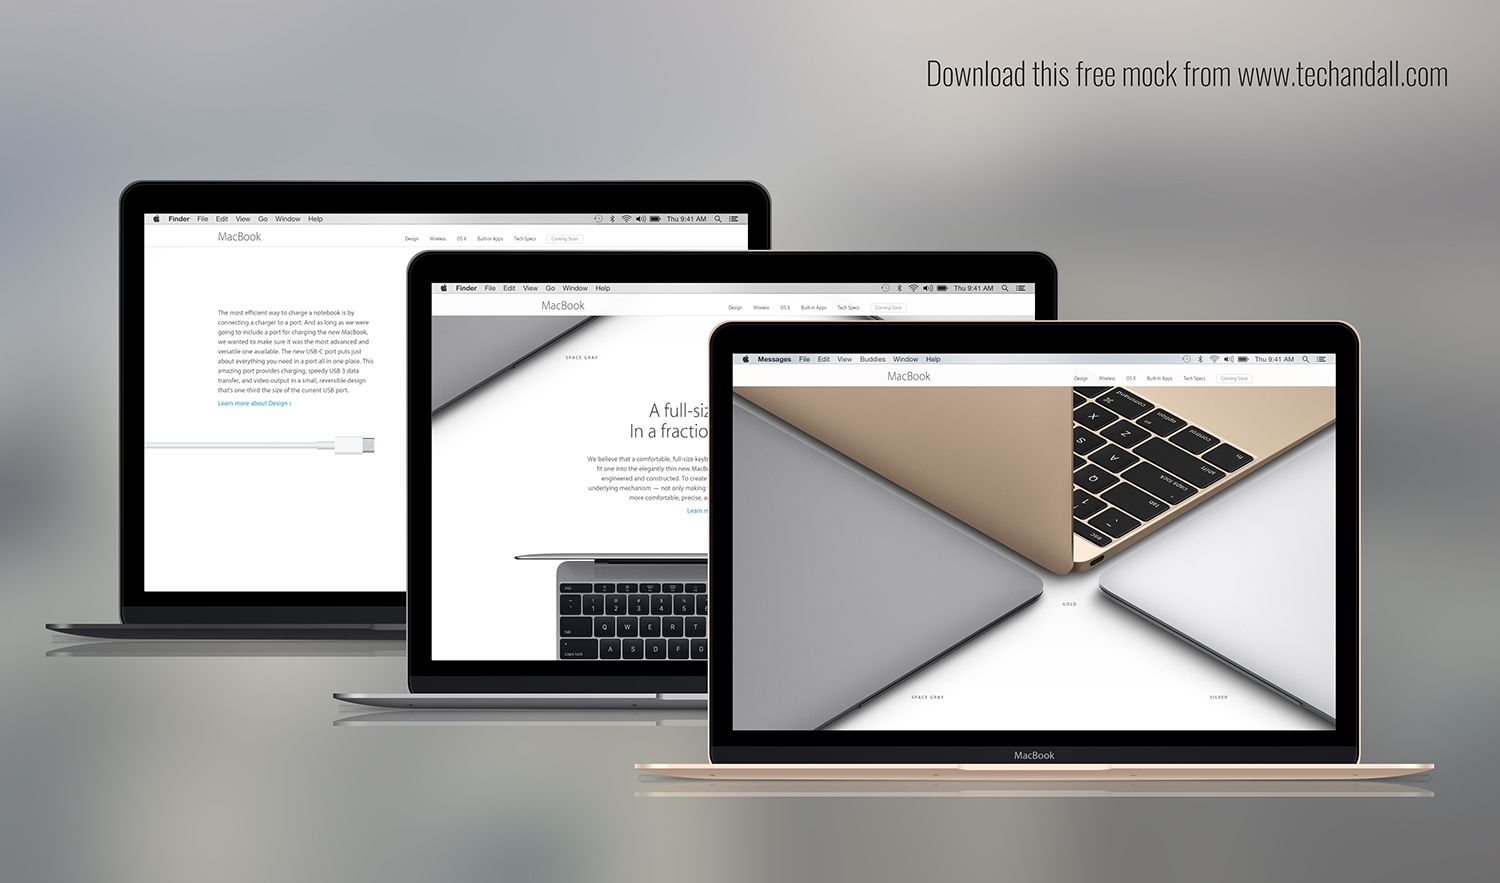 Download this free mock from www.techandall.com
Finder File Edit View Go Window Help Thu 9:41 AM
MacBook Design Wireless OS X Built-in Apps Tech Specs Coming Soon
The most efficient way to charge a notebook is by
connecting a charger to a port. And as long as we were
going to include a port for charging the new MacBook,
we wanted to make sure it was the most advanced and
versatile one available. The new USB-C port puts just
about everything you need in a port all in one place. This
amazing port provides charging, speedy USB 3 data
transfer, and video output in a small, reversible design
that's one-third the size of the current USB port.
Learn more about Design ›
Finder File Edit View Go Window Help Thu 9:41 AM
MacBook Design Wireless OS X Built-in Apps Tech Specs Coming Soon
SPACE GRAY
A full-siz
In a fractio
We believe that a comfortable, full-size keyb
fit one into the elegantly thin new MacBo
engineered and constructed. To create
underlying mechanism — not only making
more comfortable, precise, a
Learn m
esc
~ 1 2 3 4 5 6
tab Q W E R T
caps lock A S D F G
Messages File Edit View Buddies Window Help Thu 9:41 AM
MacBook Design Wireless OS X Built-in Apps Tech Specs Coming Soon
⌘ command
X alt option
Z control
S fn
A shift
Q caps lock
1 tab
~
esc
GOLD
SPACE GRAY
SILVER
MacBook